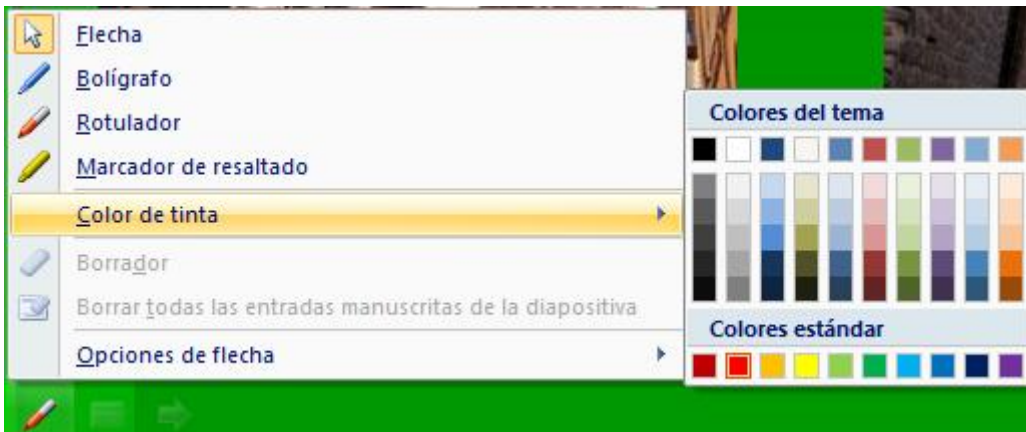 Flecha
Bolígrafo
Rotulador
Marcador de resaltado
Color de tinta
Borrador
Borrar todas las entradas manuscritas de la diapositiva
Opciones de flecha
Colores del tema
Colores estándar